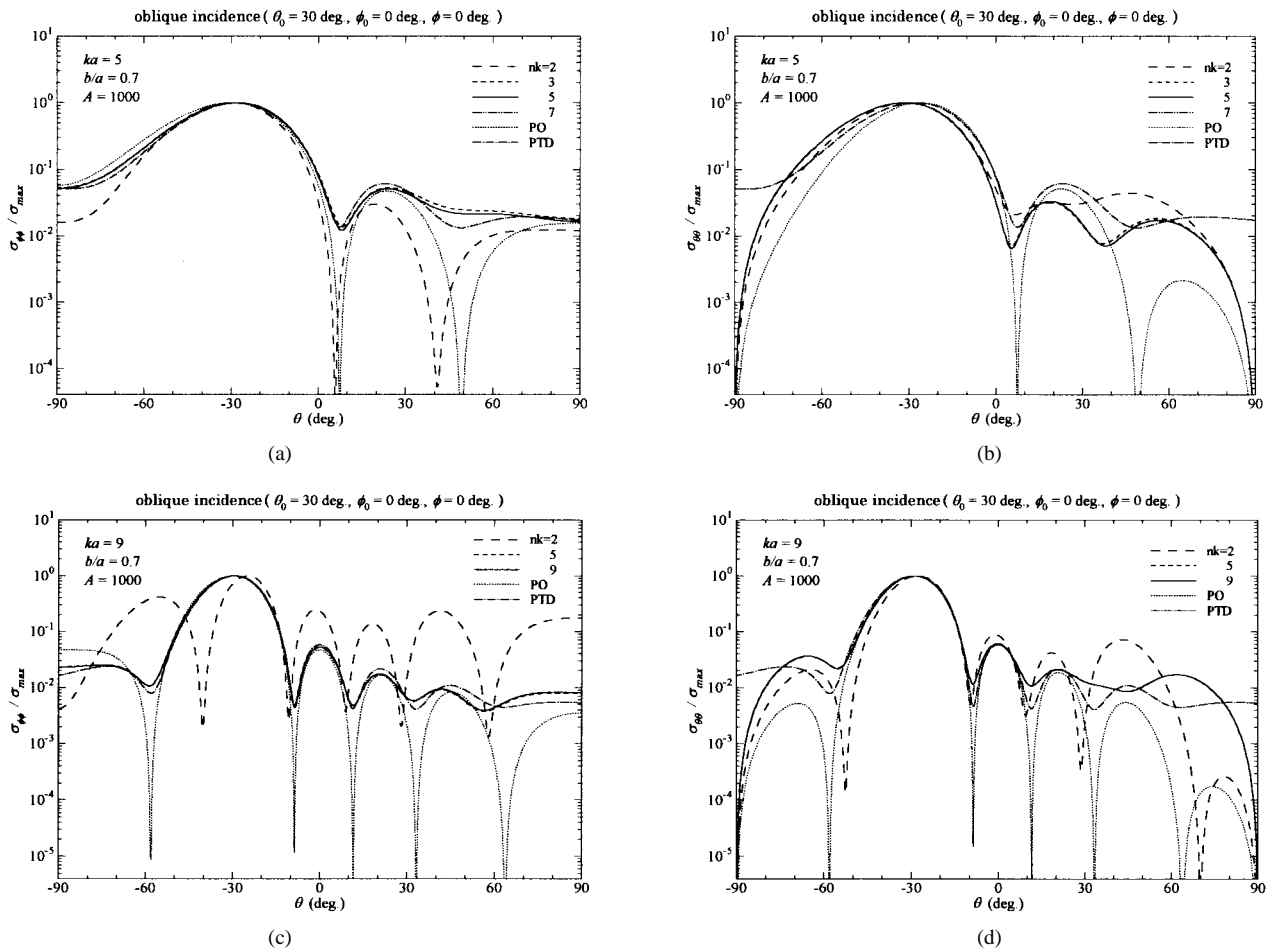 oblique incidence ( θ₀ = 30 deg., ϕ₀ = 0 deg., ϕ = 0 deg. )
ka = 5
b/a = 0.7
A = 1000
nk=2
3
5
7
PO
PTD
σϕϕ / σmax
10¹
10⁰
10⁻¹
10⁻²
10⁻³
10⁻⁴
-90 -60 -30 0 30 60 90
θ (deg.)
(a)
oblique incidence ( θ₀ = 30 deg., ϕ₀ = 0 deg., ϕ = 0 deg. )
ka = 5
b/a = 0.7
A = 1000
nk=2
3
5
7
PO
PTD
σθθ / σmax
10¹
10⁰
10⁻¹
10⁻²
10⁻³
10⁻⁴
-90 -60 -30 0 30 60 90
θ (deg.)
(b)
oblique incidence ( θ₀ = 30 deg., ϕ₀ = 0 deg., ϕ = 0 deg. )
ka = 9
b/a = 0.7
A = 1000
nk=2
5
9
PO
PTD
σϕϕ / σmax
10¹
10⁰
10⁻¹
10⁻²
10⁻³
10⁻⁴
10⁻⁵
-90 -60 -30 0 30 60 90
θ (deg.)
(c)
oblique incidence ( θ₀ = 30 deg., ϕ₀ = 0 deg., ϕ = 0 deg. )
ka = 9
b/a = 0.7
A = 1000
nk=2
5
9
PO
PTD
σθθ / σmax
10¹
10⁰
10⁻¹
10⁻²
10⁻³
10⁻⁴
10⁻⁵
-90 -60 -30 0 30 60 90
θ (deg.)
(d)